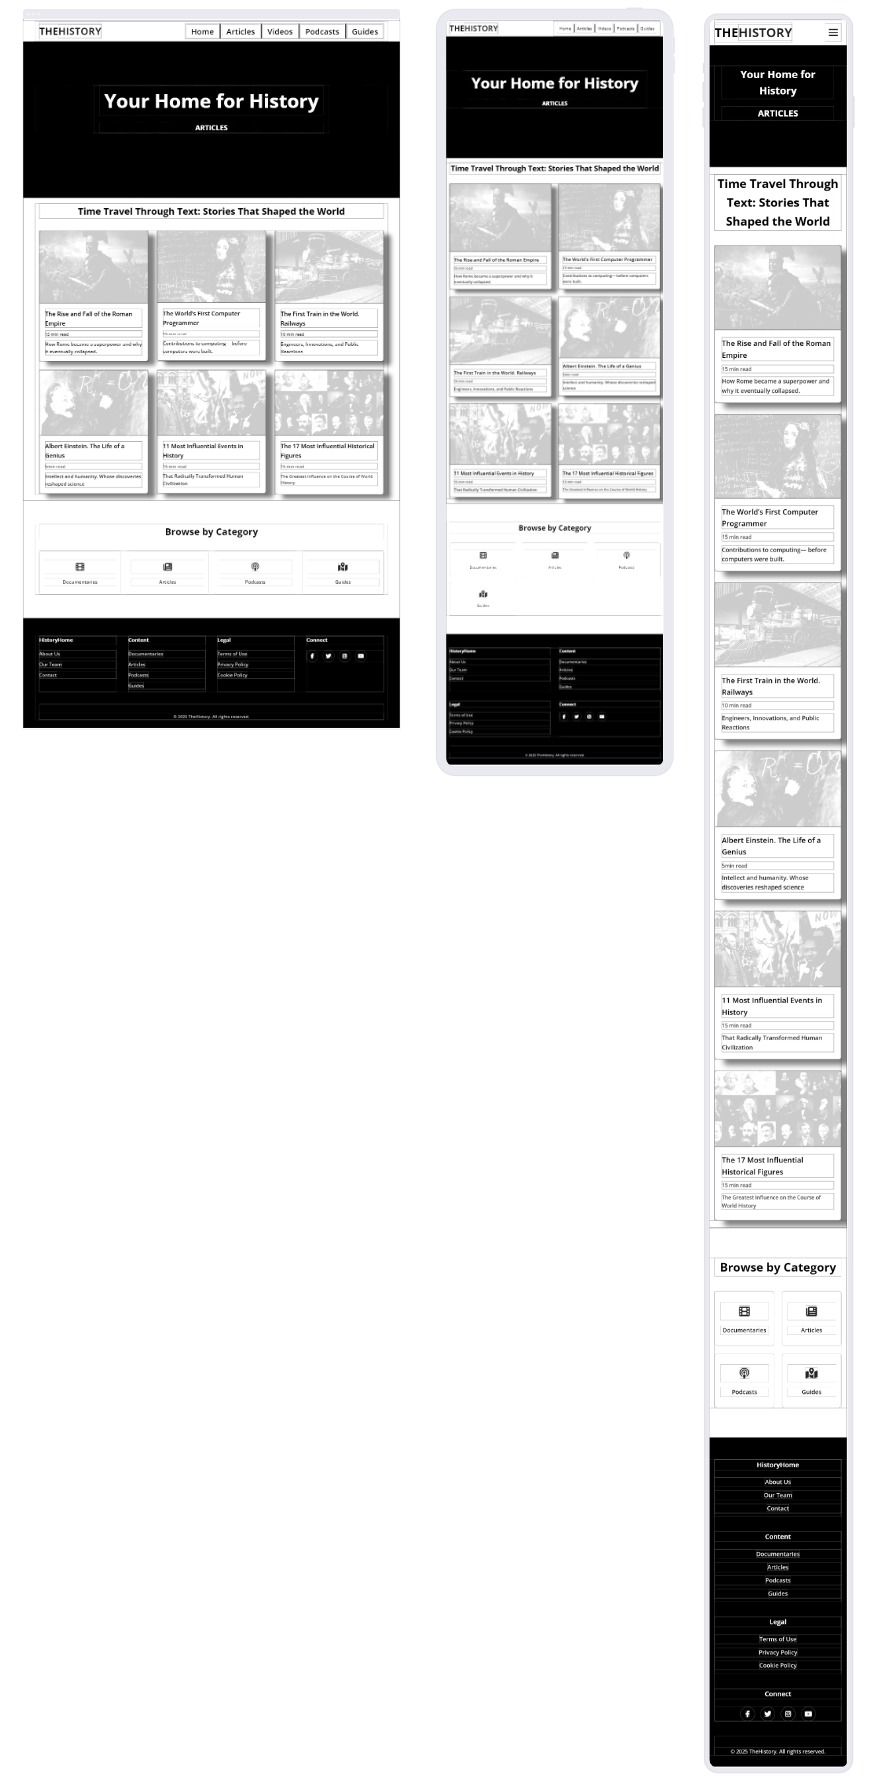 THEHISTORY
Home Articles Videos Podcasts Guides
Your Home for History
ARTICLES
Time Travel Through Text: Stories That Shaped the World
The Rise and Fall of the Roman
Empire
15 min read
How Rome became a superpower and why
it eventually collapsed.
The World's First Computer
Programmer
15 min read
Contributions to computing— before
computers were built.
The First Train in the World.
Railways
10 min read
Engineers, Innovations, and Public
Reactions
Albert Einstein. The Life of a
Genius
5min read
Intellect and humanity. Whose discoveries
reshaped science
11 Most Influential Events in
History
15 min read
That Radically Transformed Human
Civilization
The 17 Most Influential Historical
Figures
15 min read
The Greatest Influence on the Course of World
History
Browse by Category
Documentaries
Articles
Podcasts
Guides
HistoryHome
About Us
Our Team
Contact
Content
Documentaries
Articles
Podcasts
Guides
Legal
Terms of Use
Privacy Policy
Cookie Policy
Connect
© 2025 TheHistory. All rights reserved.
THEHISTORY
Home Articles Videos Podcasts Guides
Your Home for History
ARTICLES
Time Travel Through Text: Stories That Shaped the World
The Rise and Fall of the Roman Empire
15 min read
How Rome became a superpower and why it
eventually collapsed.
The World's First Computer Programmer
15 min read
Contributions to computing— before computers
were built.
The First Train in the World. Railways
10 min read
Engineers, Innovations, and Public Reactions
Albert Einstein. The Life of a Genius
5min read
Intellect and humanity. Whose discoveries reshaped
science
11 Most Influential Events in History
15 min read
That Radically Transformed Human Civilization
The 17 Most Influential Historical Figures
15 min read
The Greatest Influence on the Course of World History
Browse by Category
Documentaries
Articles
Podcasts
Guides
HistoryHome
About Us
Our Team
Contact
Content
Documentaries
Articles
Podcasts
Guides
Legal
Terms of Use
Privacy Policy
Cookie Policy
Connect
© 2025 TheHistory. All rights reserved.
THEHISTORY
Your Home for
History
ARTICLES
Time Travel Through
Text: Stories That
Shaped the World
The Rise and Fall of the Roman
Empire
15 min read
How Rome became a superpower and
why it eventually collapsed.
The World's First Computer
Programmer
15 min read
Contributions to computing— before
computers were built.
The First Train in the World.
Railways
10 min read
Engineers, Innovations, and Public
Reactions
Albert Einstein. The Life of a
Genius
5min read
Intellect and humanity. Whose
discoveries reshaped science
NOW
11 Most Influential Events in
History
15 min read
That Radically Transformed Human
Civilization
The 17 Most Influential
Historical Figures
15 min read
The Greatest Influence on the Course of
World History
Browse by Category
Documentaries
Articles
Podcasts
Guides
HistoryHome
About Us
Our Team
Contact
Content
Documentaries
Articles
Podcasts
Guides
Legal
Terms of Use
Privacy Policy
Cookie Policy
Connect
© 2025 TheHistory. All rights reserved.